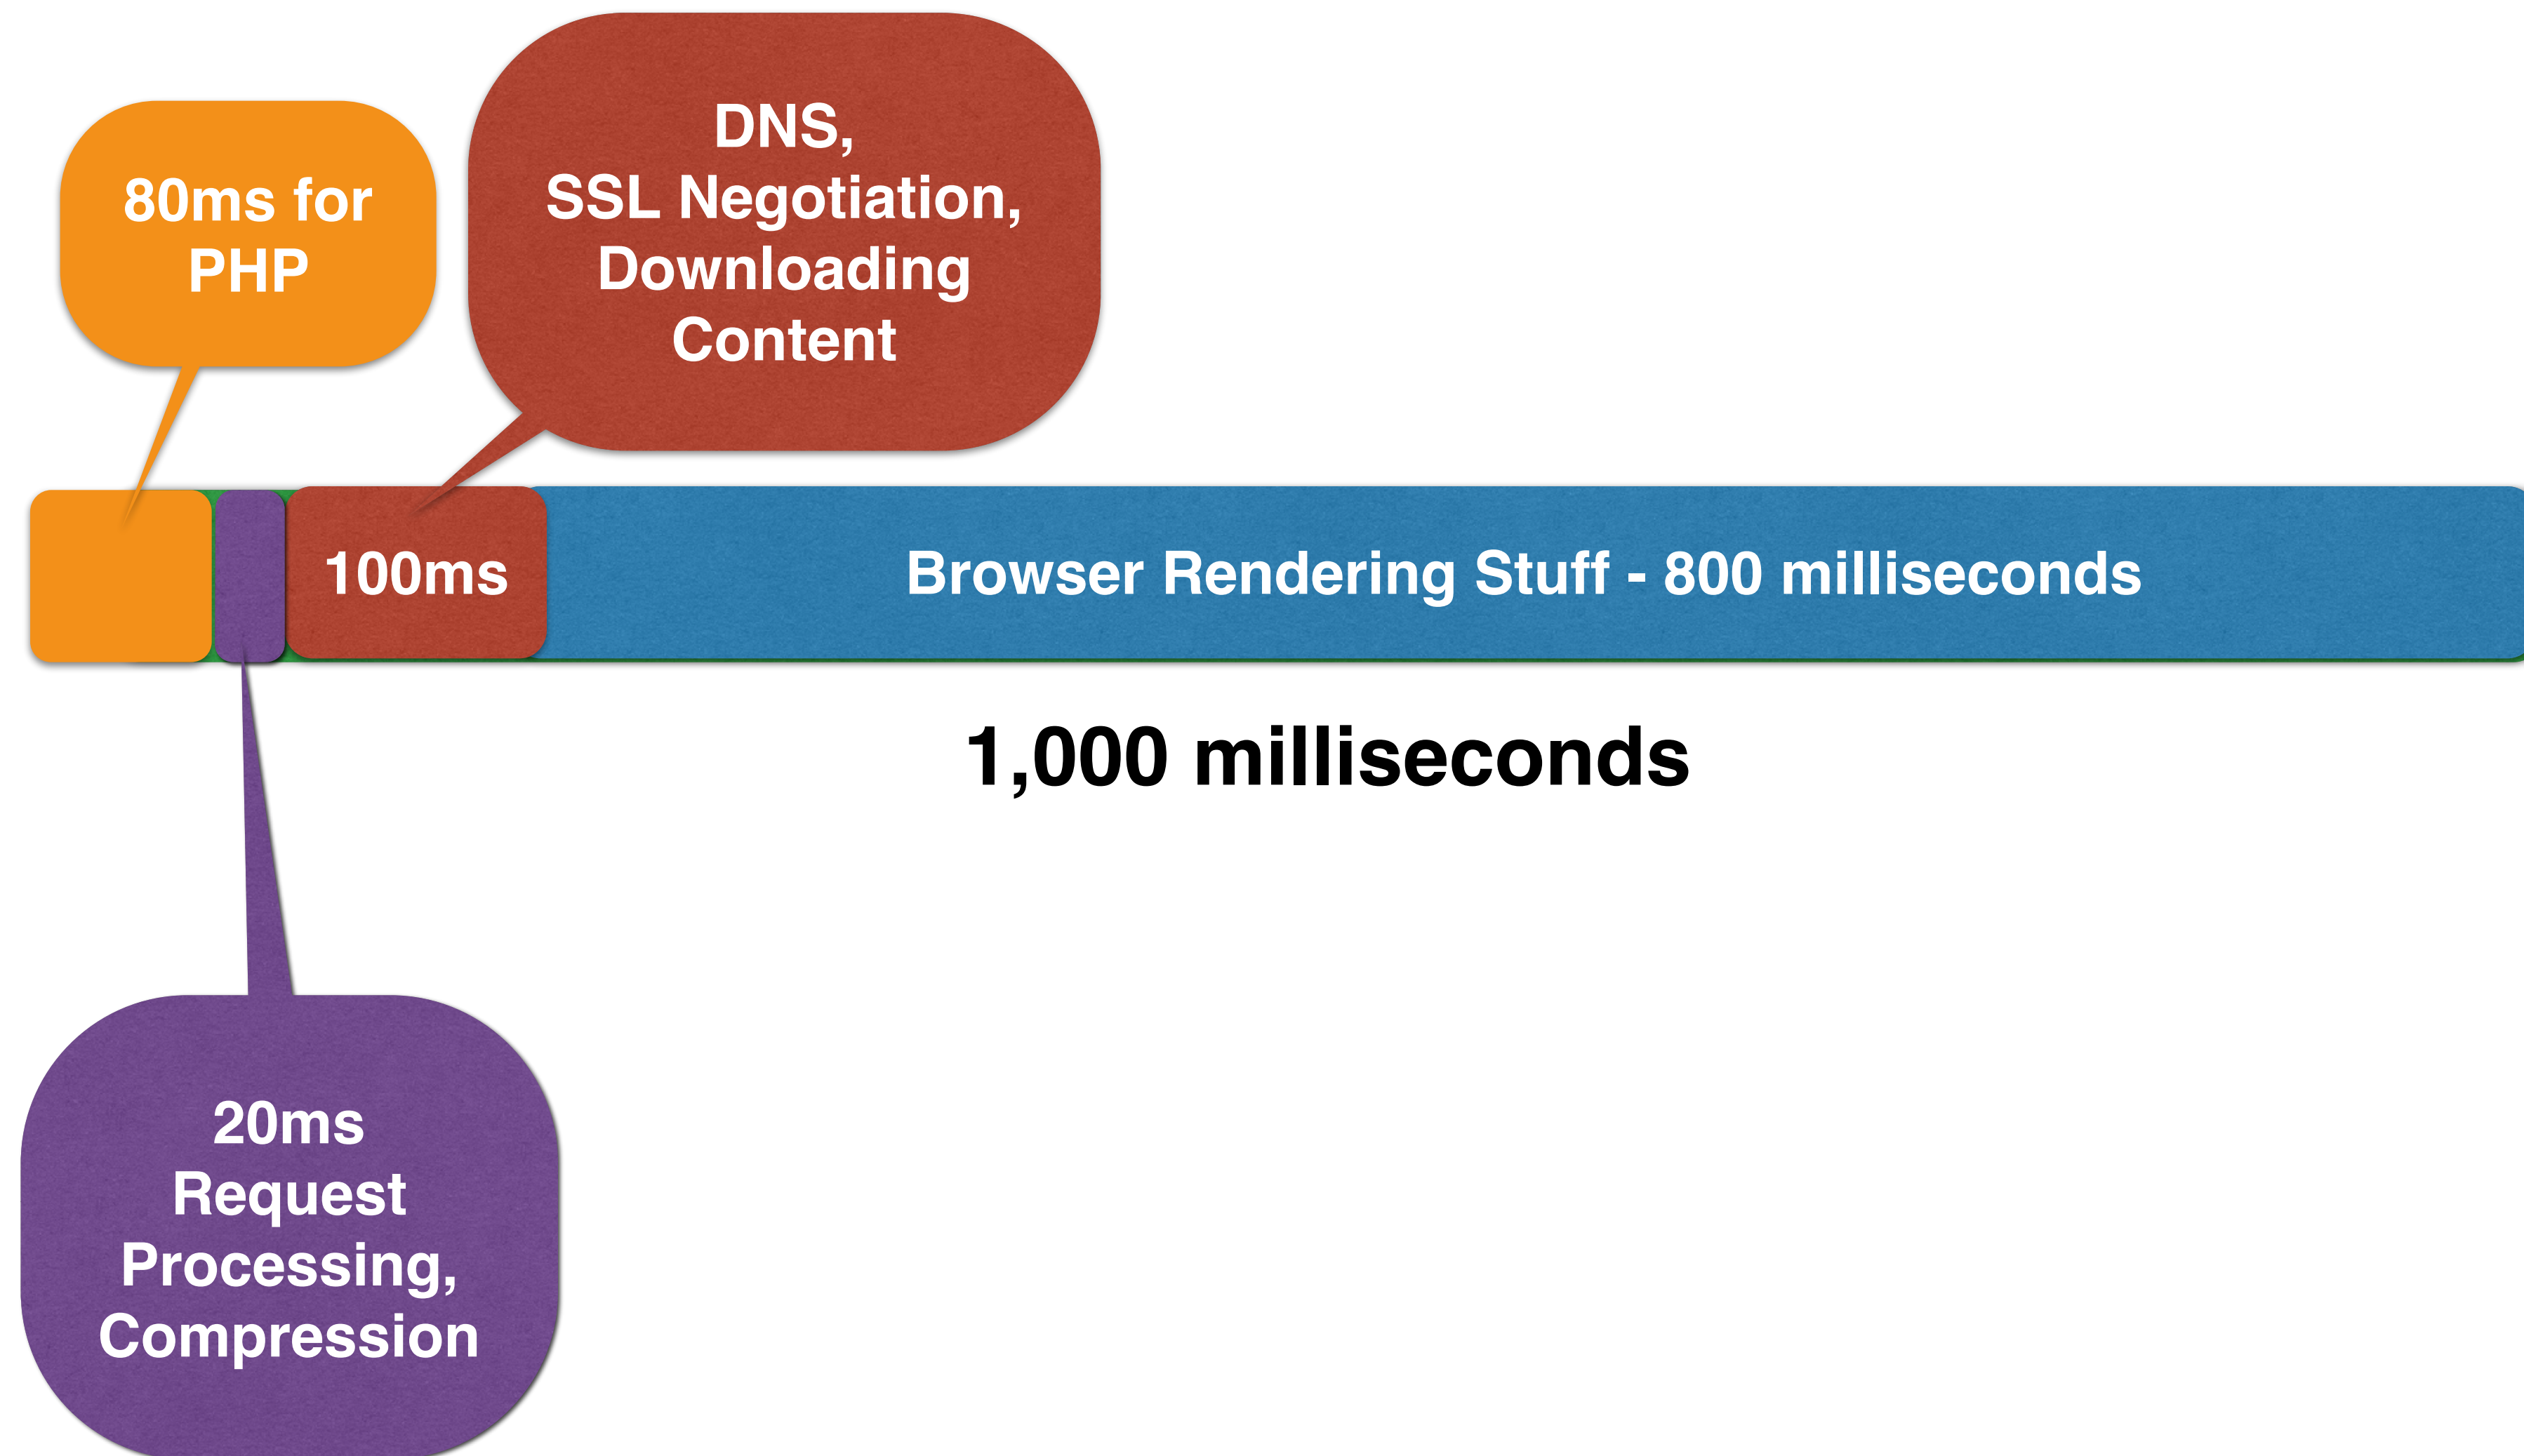 80ms for
PHP
DNS,
SSL Negotiation,
Downloading
Content
100ms
Browser Rendering Stuff - 800 milliseconds
1,000 milliseconds
20ms
Request
Processing,
Compression